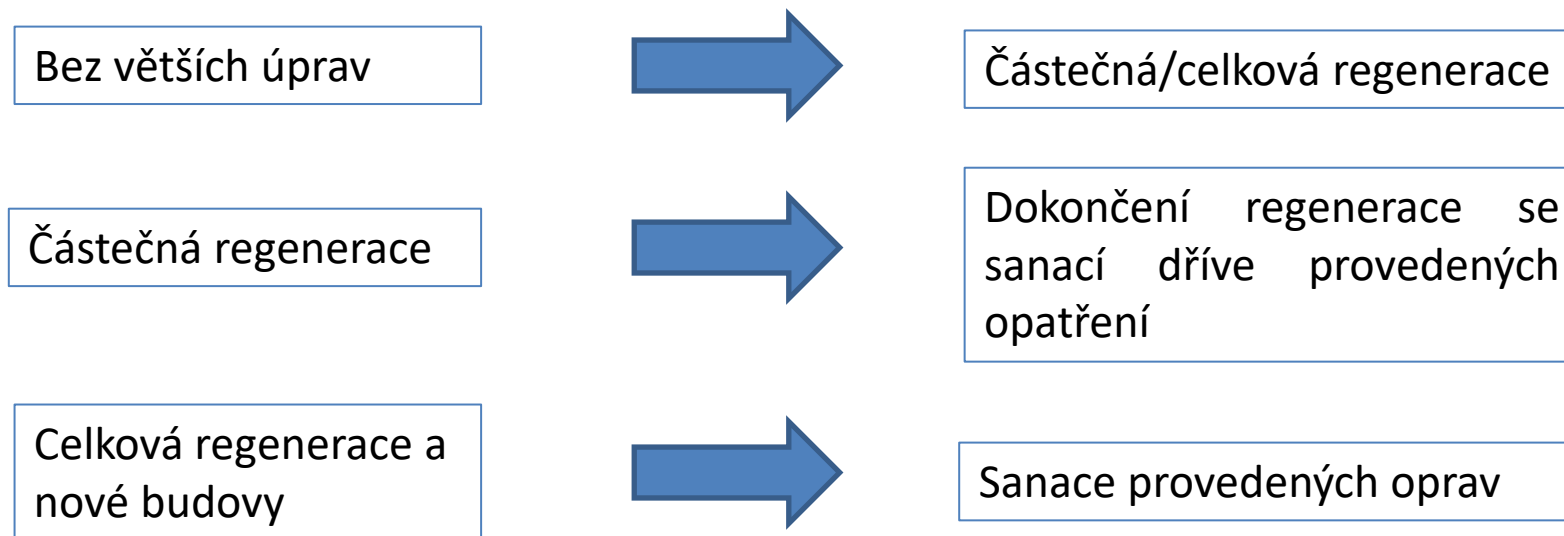 Bez větších úprav
Částečná/celková regenerace
Částečná regenerace
Dokončení regenerace se
sanací dříve provedených
opatření
Celková regenerace a
nové budovy
Sanace provedených oprav